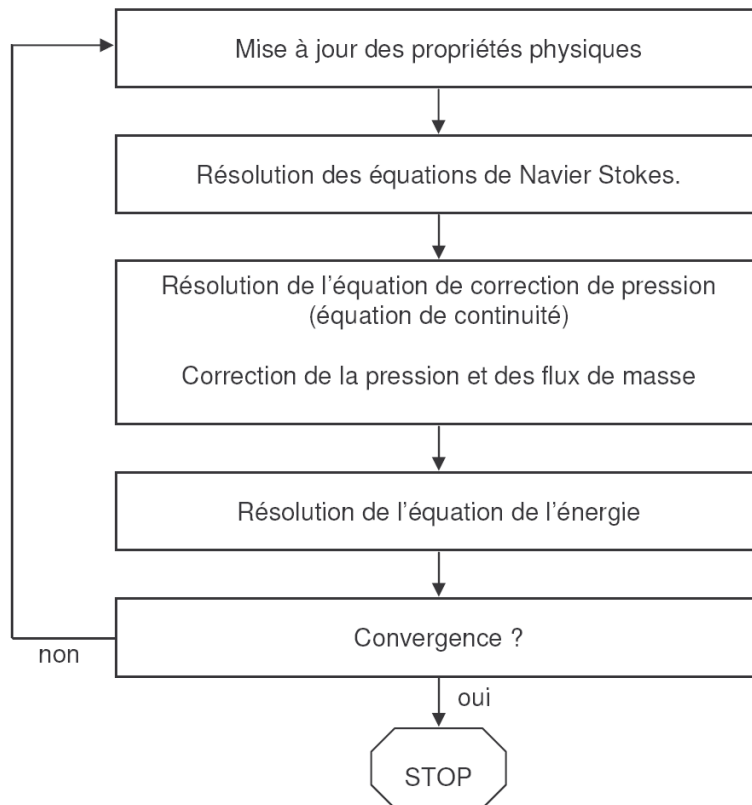 Mise à jour des propriétés physiques
Résolution des équations de Navier Stokes.
Résolution de l'équation de correction de pression
(équation de continuité)
Correction de la pression et des flux de masse
Résolution de l'équation de l'énergie
Convergence ?
non
oui
STOP